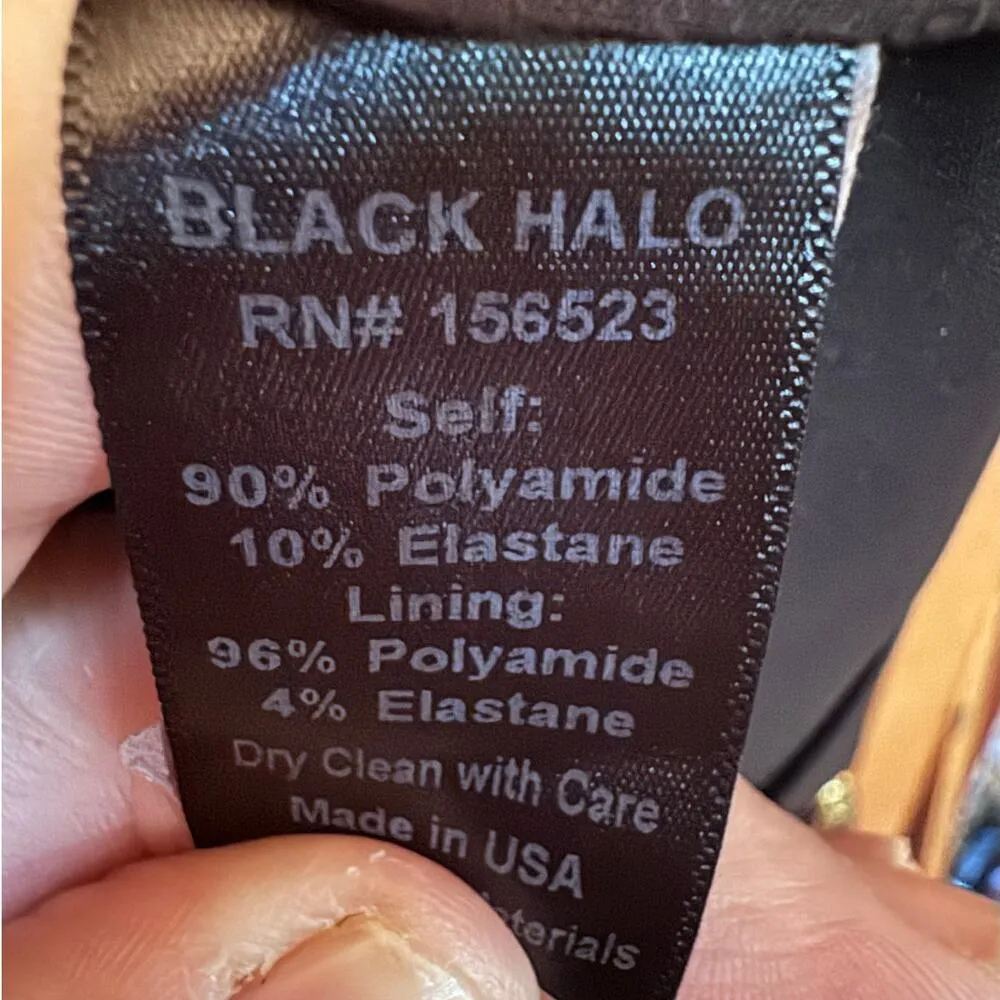 BLACK HALO
RN# 156523
Self:
90% Polyamide
10% Elastane
Lining:
96% Polyamide
4% Elastane
Dry Clean with Care
Made in USA